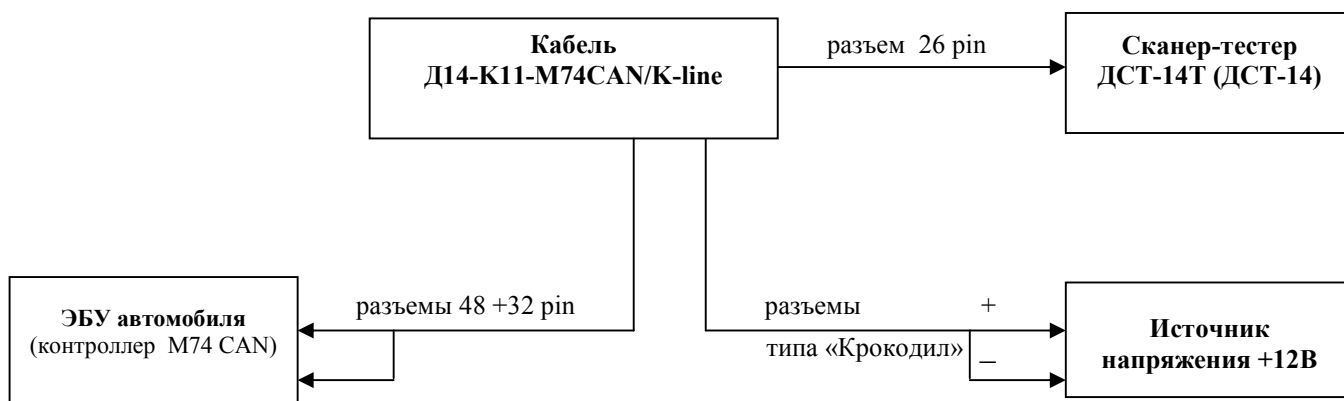 Кабель
Д14-К11-М74CAN/K-line
разъем 26 pin
Сканер-тестер
ДСТ-14Т (ДСТ-14)
ЭБУ автомобиля
(контроллер М74 CAN)
разъемы 48 +32 pin
разъемы +
типа «Крокодил» –
Источник
напряжения +12В